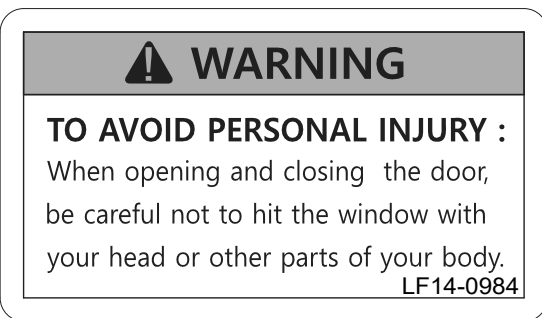 WARNING
TO AVOID PERSONAL INJURY :
When opening and closing the door,
be careful not to hit the window with
your head or other parts of your body.
LF14-0984